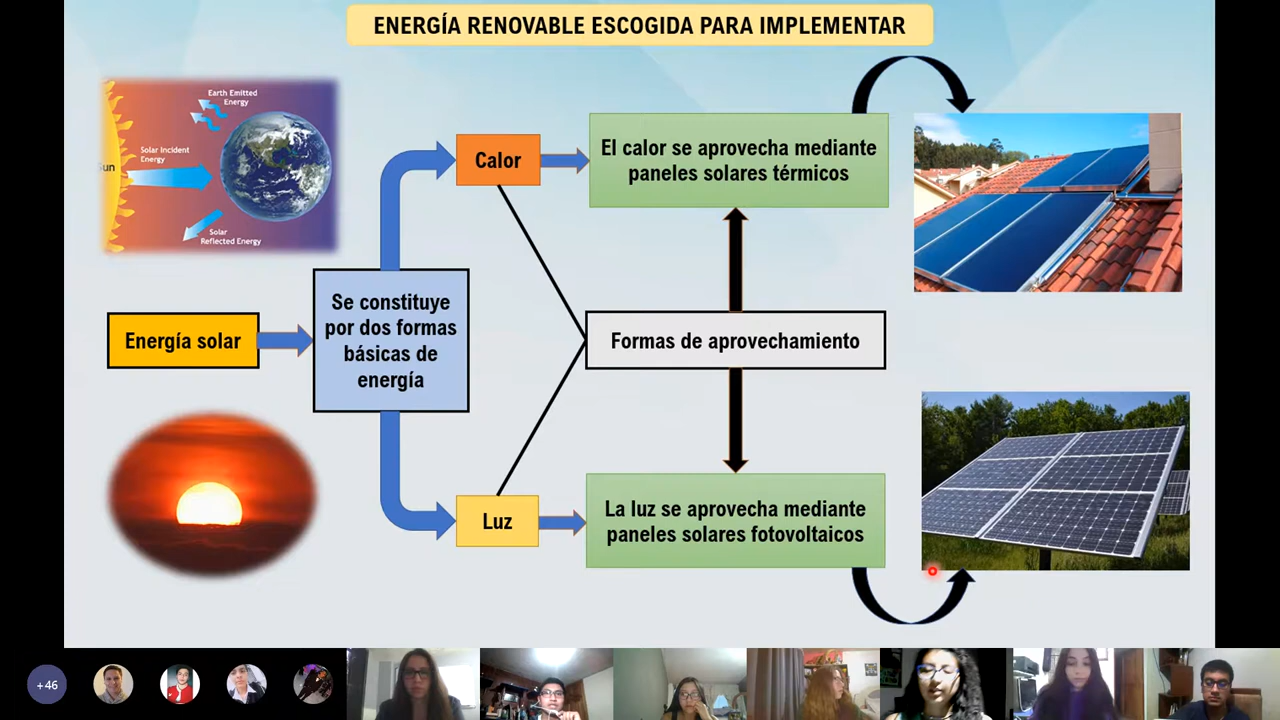 ENERGÍA RENOVABLE ESCOGIDA PARA IMPLEMENTAR
Earth Emitted
Energy
Solar Incident
Energy
Sun
Solar
Reflected Energy
Calor
El calor se aprovecha mediante
paneles solares térmicos
Energía solar
Se constituye
por dos formas
básicas de
energía
Formas de aprovechamiento
Luz
La luz se aprovecha mediante
paneles solares fotovoltaicos
+46